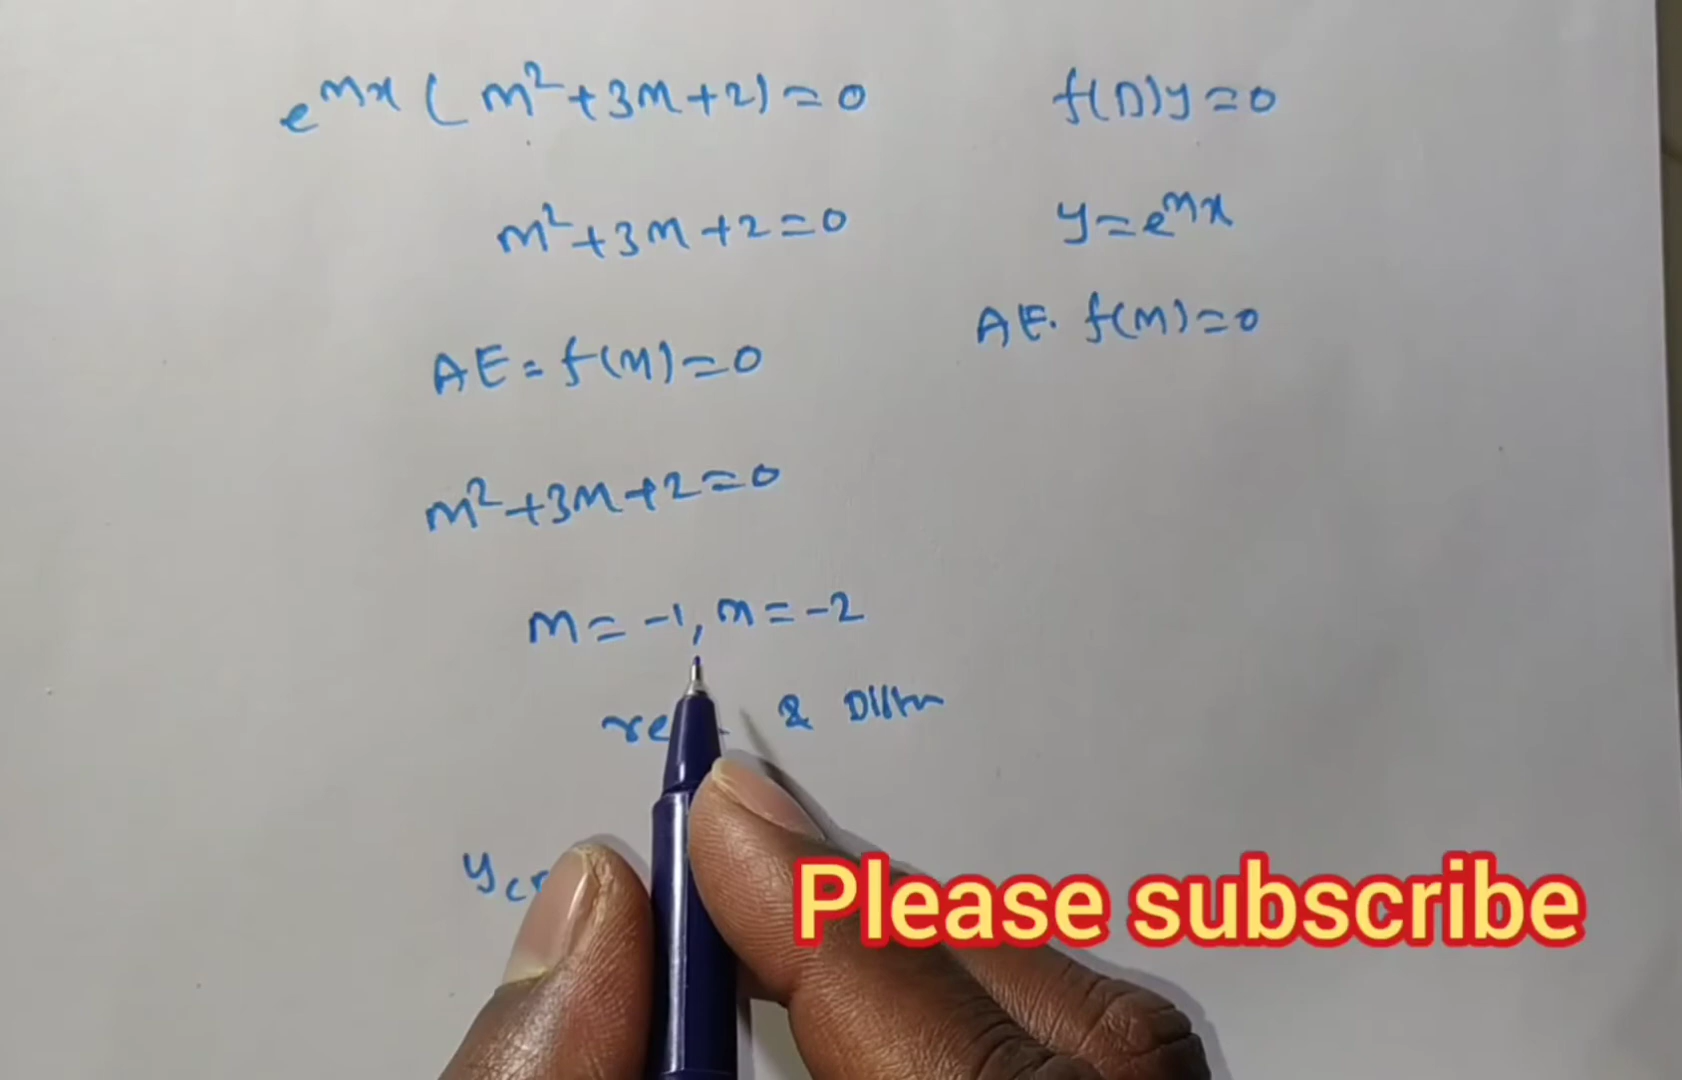 e^mx (m²+3m+2)=0
f(D)y=0
m²+3m+2=0
y=e^mx
AE=f(m)=0
AE. f(m)=0
m²+3m+2=0
m=-1, m=-2
&
Please subscribe